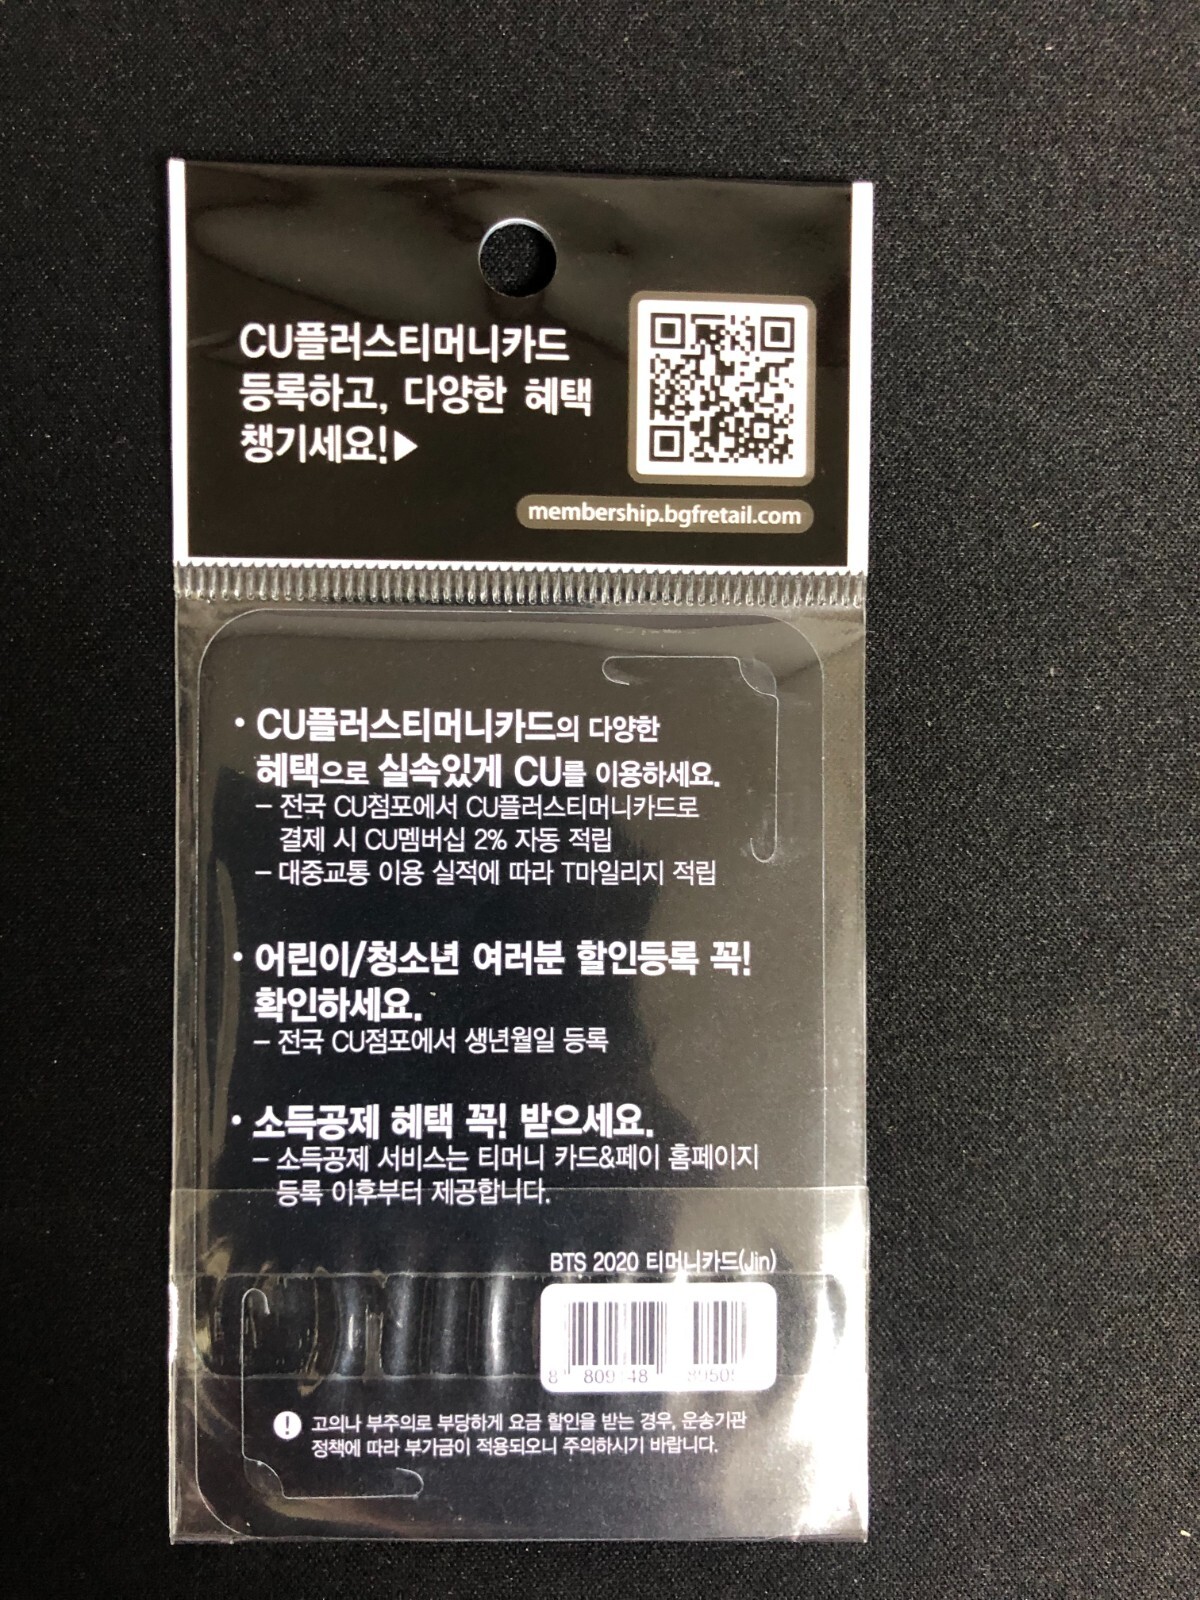 CU플러스티머니카드
등록하고, 다양한 혜택
챙기세요!▶
membership.bgfretail.com
• CU플러스티머니카드의 다양한
혜택으로 실속있게 CU를 이용하세요.
– 전국 CU점포에서 CU플러스티머니카드로
결제 시 CU멤버십 2% 자동 적립
– 대중교통 이용 실적에 따라 T마일리지 적립
• 어린이/청소년 여러분 할인등록 꼭!
확인하세요.
– 전국 CU점포에서 생년월일 등록
• 소득공제 혜택 꼭! 받으세요.
– 소득공제 서비스는 티머니 카드&페이 홈페이지
등록 이후부터 제공합니다.
BTS 2020 티머니카드(Jin)
8
! 고의나 부주의로 부당하게 요금 할인을 받는 경우, 운송기관
정책에 따라 부가금이 적용되오니 주의하시기 바랍니다.